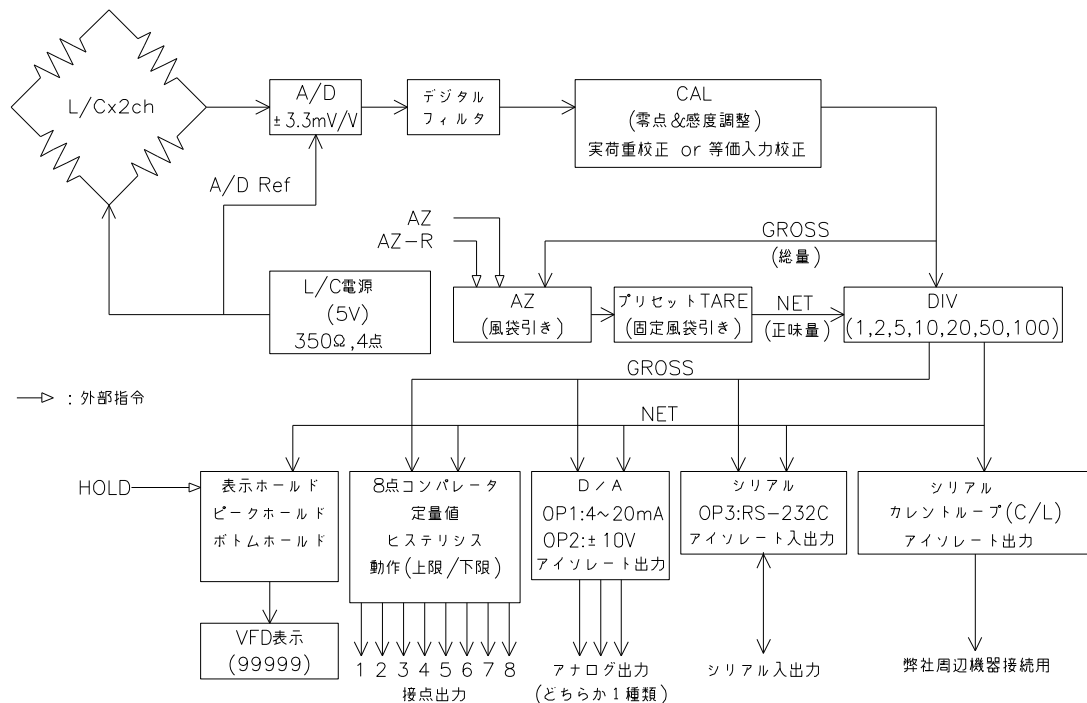 L/Cx2ch
A/D
±3.3mV/V
デジタル
フィルタ
CAL
(零点&感度調整)
実荷重校正 or 等価入力校正
A/D Ref
AZ
AZ-R
GROSS
(総量)
L/C電源
(5V)
350Ω,4点
AZ
(風袋引き)
プリセットTARE
(固定風袋引き)
NET
(正味量)
DIV
(1,2,5,10,20,50,100)
GROSS
: 外部指令
NET
HOLD
表示ホールド
ピークホールド
ボトムホールド
8点コンパレータ
定量値
ヒステリシス
動作(上限/下限)
D/A
OP1:4~20mA
OP2:±10V
アイソレート出力
シリアル
OP3:RS-232C
アイソレート入出力
シリアル
カレントループ(C/L)
アイソレート出力
VFD表示
(99999)
1 2 3 4 5 6 7 8
接点出力
アナログ出力
(どちらか1種類)
シリアル入出力
弊社周辺機器接続用